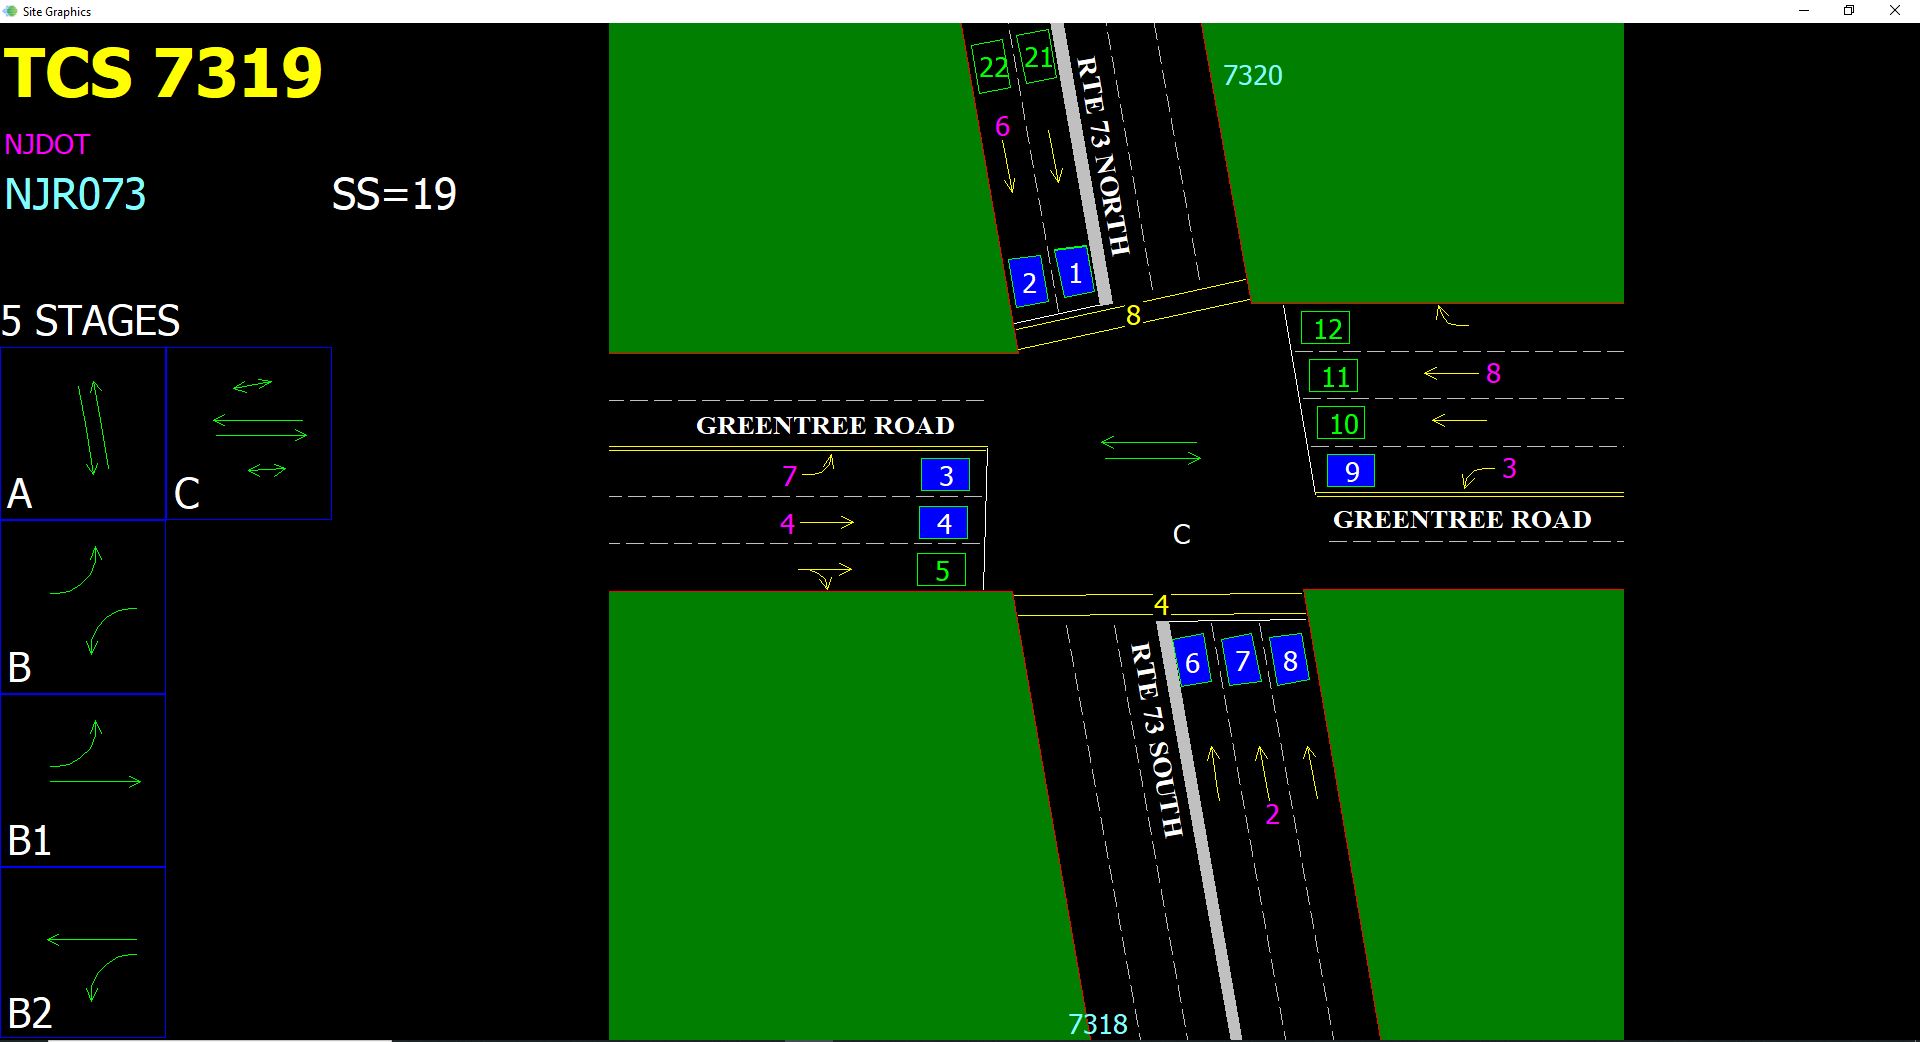 Site Graphics
TCS 7319
NJDOT
NJR073 SS=19
5 STAGES
A
C
B
B1
B2
22 21
6
RTE 73 NORTH
7320
2 1
8
12
11 8
10
9 3
GREENTREE ROAD
GREENTREE ROAD
7 3
4 4
5
C
4
RTE 73 SOUTH
6 7 8
2
7318